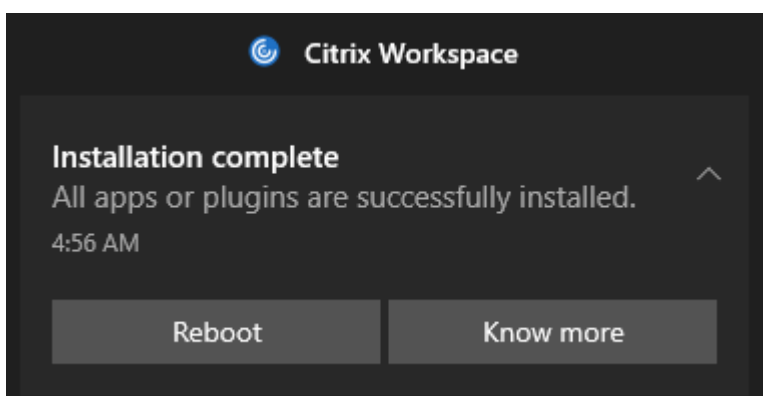 Citrix Workspace
Installation complete
All apps or plugins are successfully installed.
4:56 AM
Reboot
Know more